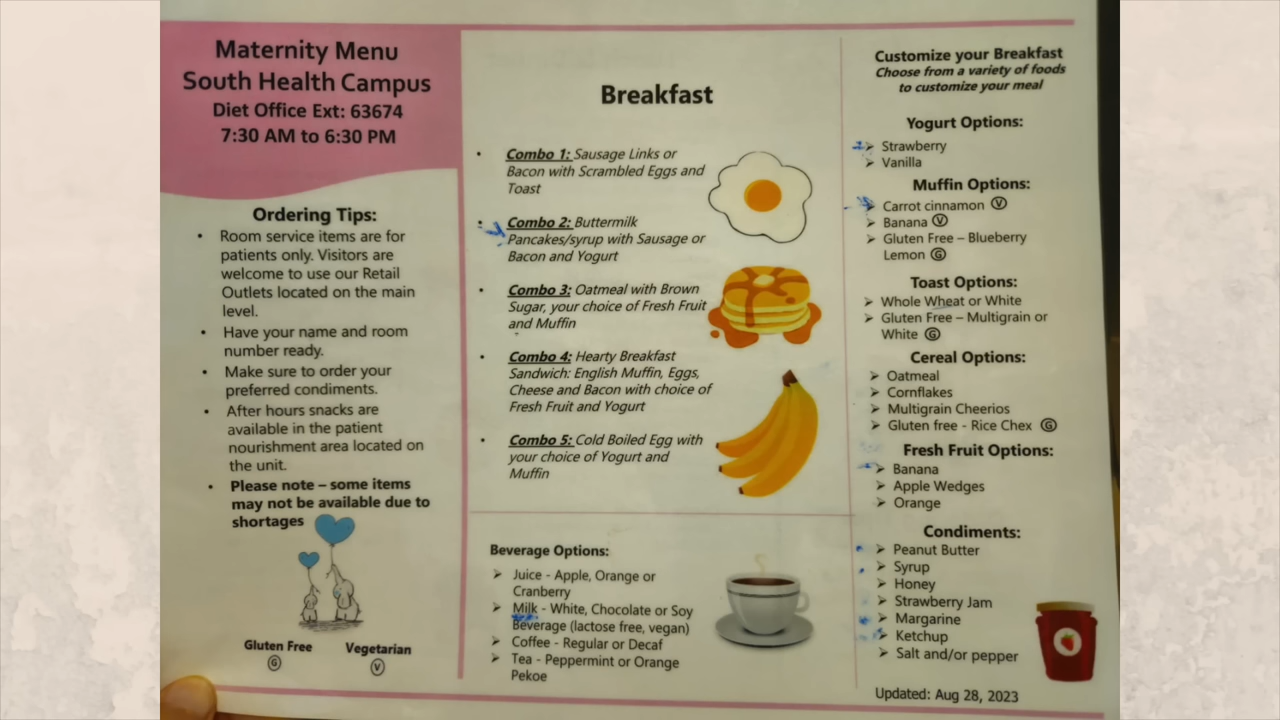 Maternity Menu
South Health Campus
Diet Office Ext: 63674
7:30 AM to 6:30 PM
Ordering Tips:
• Room service items are for
patients only. Visitors are
welcome to use our Retail
Outlets located on the main
level.
• Have your name and room
number ready.
• Make sure to order your
preferred condiments.
• After hours snacks are
available in the patient
nourishment area located on
the unit.
• Please note – some items
may not be available due to
shortages
Gluten Free
G
Vegetarian
V
Breakfast
• Combo 1: Sausage Links or
Bacon with Scrambled Eggs and
Toast
• Combo 2: Buttermilk
Pancakes/syrup with Sausage or
Bacon and Yogurt
• Combo 3: Oatmeal with Brown
Sugar, your choice of Fresh Fruit
and Muffin
• Combo 4: Hearty Breakfast
Sandwich: English Muffin, Eggs,
Cheese and Bacon with choice of
Fresh Fruit and Yogurt
• Combo 5: Cold Boiled Egg with
your choice of Yogurt and
Muffin
Beverage Options:
➢ Juice - Apple, Orange or
Cranberry
➢ Milk - White, Chocolate or Soy
Beverage (lactose free, vegan)
➢ Coffee - Regular or Decaf
➢ Tea - Peppermint or Orange
Pekoe
Customize your Breakfast
Choose from a variety of foods
to customize your meal
Yogurt Options:
➢ Strawberry
➢ Vanilla
Muffin Options:
➢ Carrot cinnamon V
➢ Banana V
➢ Gluten Free – Blueberry
Lemon G
Toast Options:
➢ Whole Wheat or White
➢ Gluten Free – Multigrain or
White G
Cereal Options:
➢ Oatmeal
➢ Cornflakes
➢ Multigrain Cheerios
➢ Gluten free - Rice Chex G
Fresh Fruit Options:
➢ Banana
➢ Apple Wedges
➢ Orange
Condiments:
➢ Peanut Butter
➢ Syrup
➢ Honey
➢ Strawberry Jam
➢ Margarine
➢ Ketchup
➢ Salt and/or pepper
Updated: Aug 28, 2023